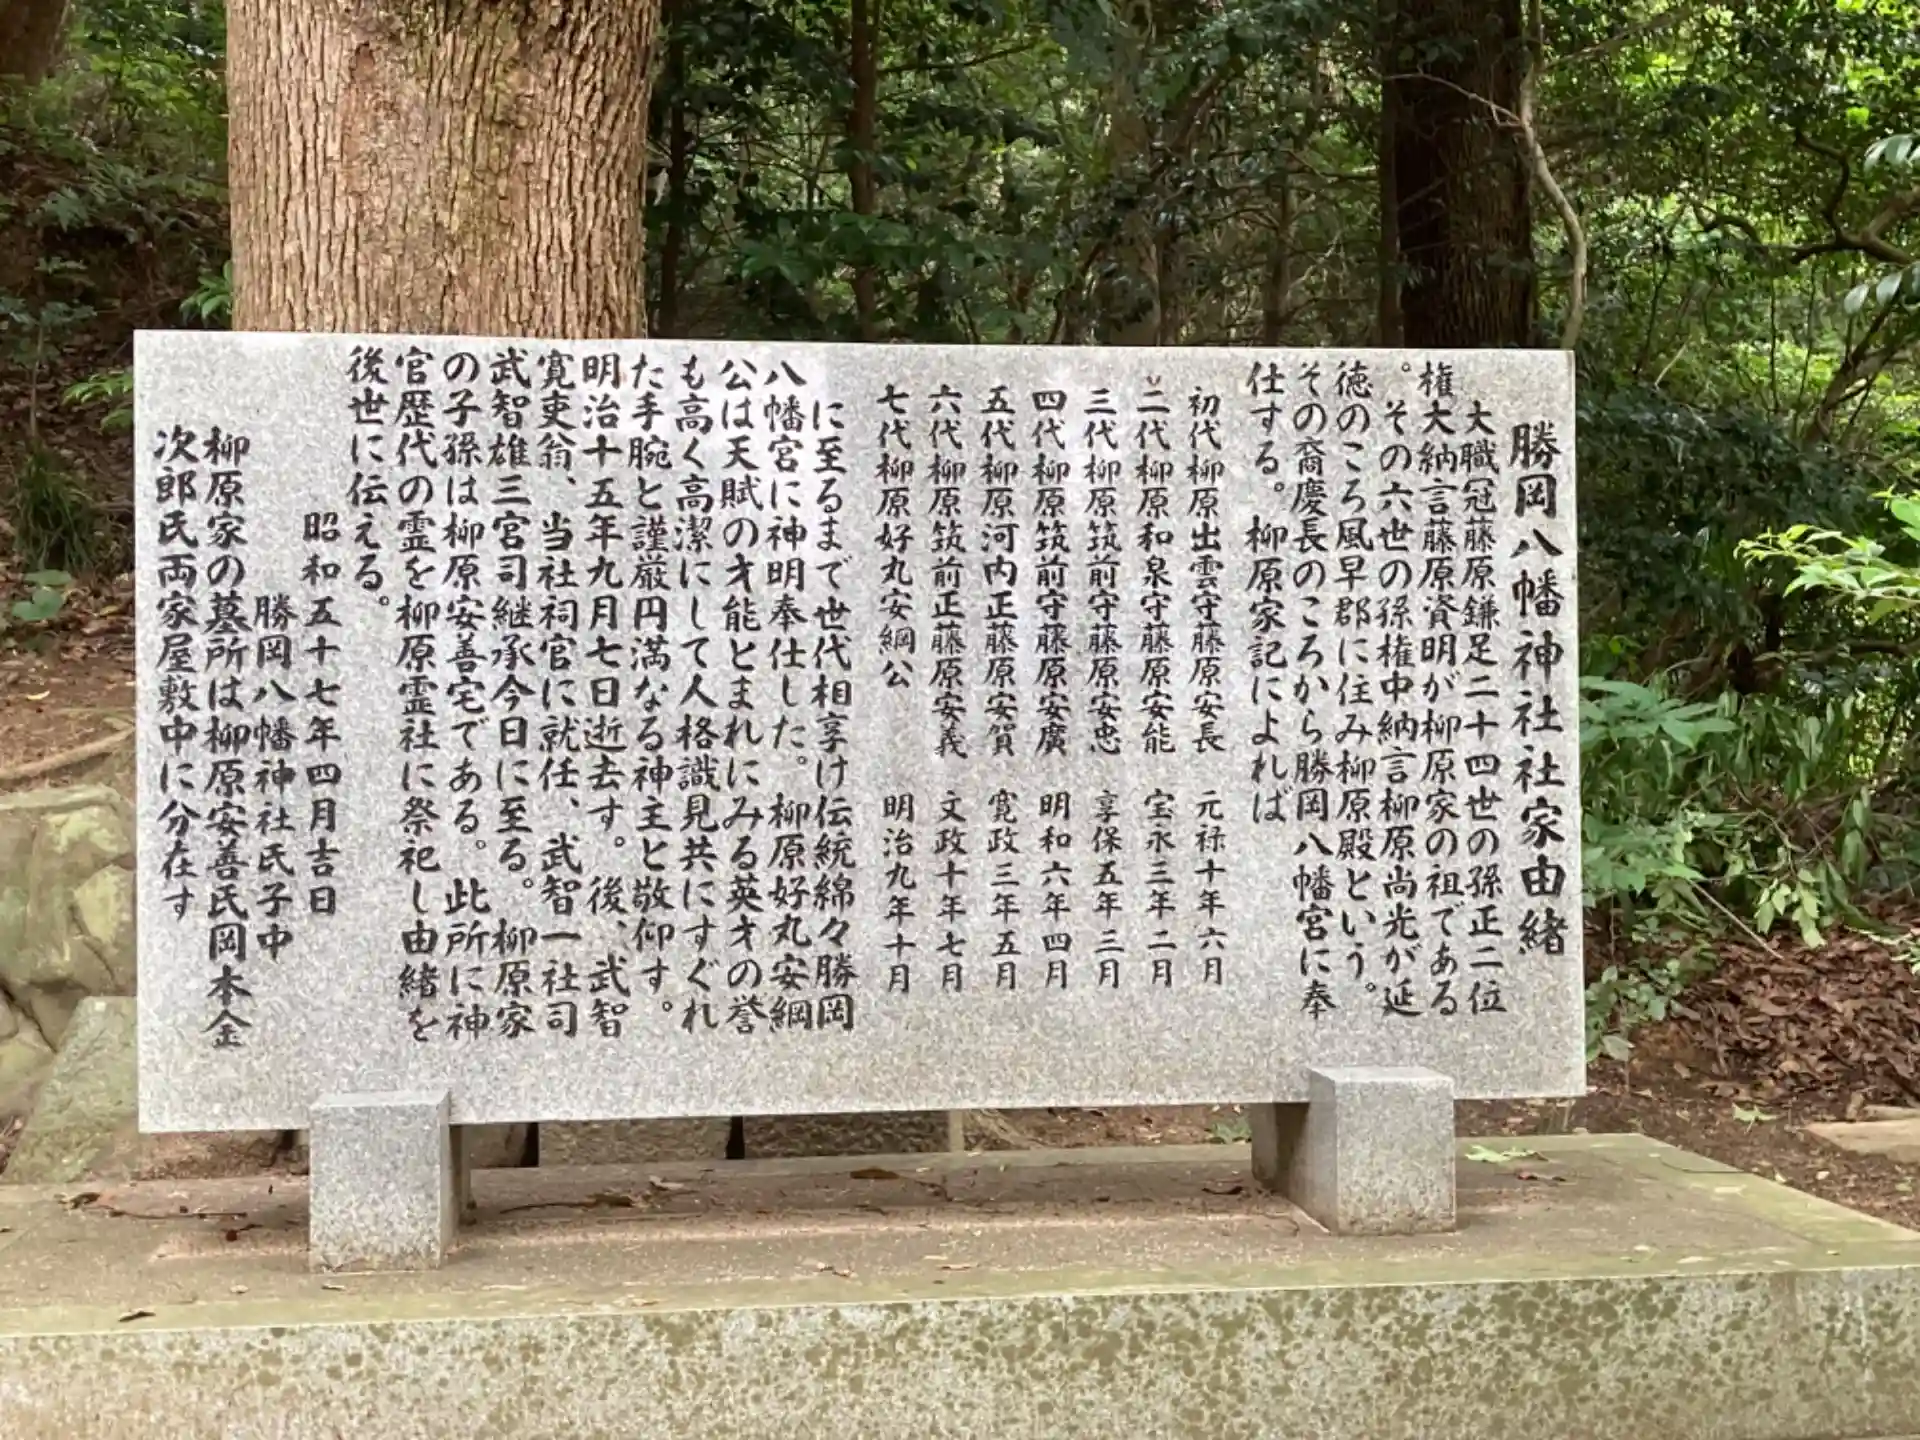 勝岡八幡神社社家由緒
大職冠藤原鎌足二十四世の孫正二位
権大納言藤原資明が柳原家の祖である
。その六世の孫権中納言柳原尚光が延
徳のころ風早郡に住み柳原殿という。
その裔慶長のころから勝岡八幡宮に奉
仕する。柳原家記によれば
初代柳原出雲守藤原安長 元禄十年六月
二代柳原和泉守藤原安能 宝永三年二月
三代柳原筑前守藤原安忠 享保五年三月
四代柳原筑前守藤原安廣 明和六年四月
五代柳原河内正藤原安賀 寛政三年五月
六代柳原筑前正藤原安義 文政十年七月
七代柳原好丸安綱公 明治九年十月
に至るまで世代相享け伝統綿々勝岡
八幡宮に神明奉仕した。柳原好丸安綱
公は天賦の才能とまれにみる英才の誉
も高く高潔にして人格識見共にすぐれ
た手腕と謹厳円満なる神主と敬仰す。
明治十五年九月七日逝去す。後、武智
寛吏翁、当社祠官に就任、武智一社司
武智雄三宮司継承今日に至る。柳原家
の子孫は柳原安善宅である。此所に神
官歴代の霊を柳原霊社に祭祀し由緒を
後世に伝える。
昭和五十七年四月吉日
勝岡八幡神社氏子中
柳原家の墓所は柳原安善氏岡本金
次郎氏両家屋敷中に分在す